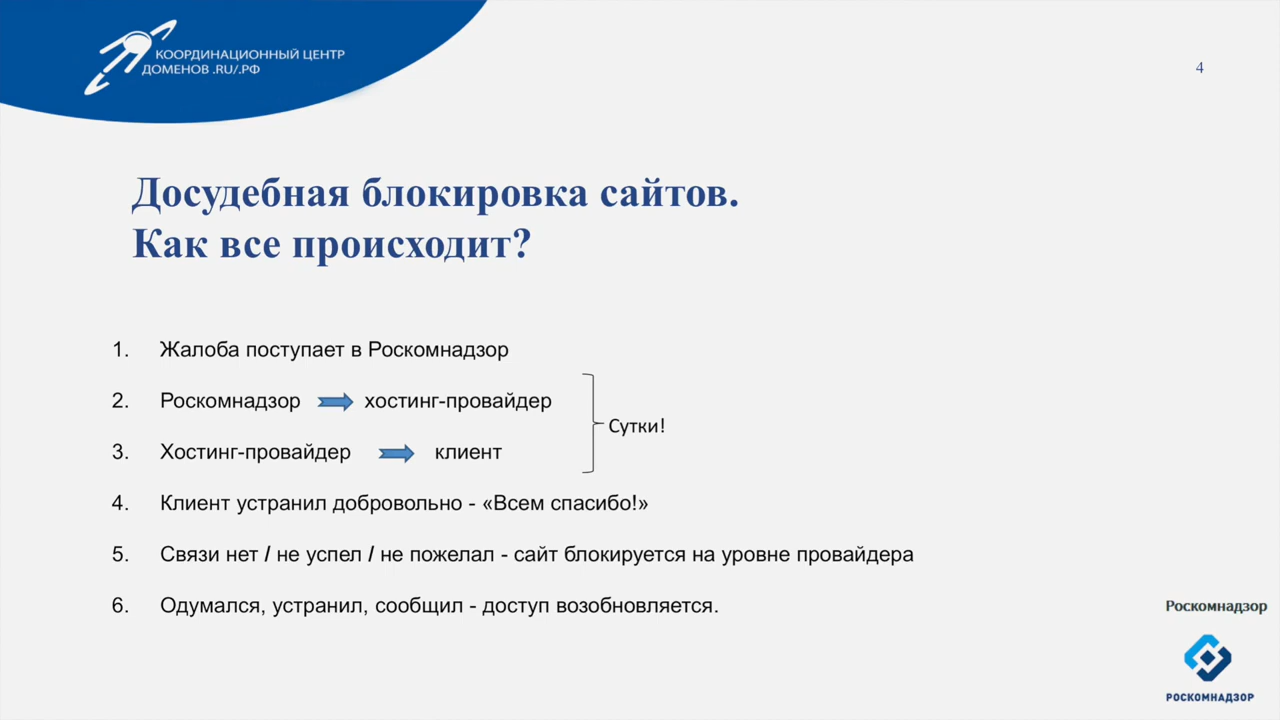 КООРДИНАЦИОННЫЙ ЦЕНТР
ДОМЕНОВ .RU/.РФ
4
Досудебная блокировка сайтов.
Как все происходит?
1. Жалоба поступает в Роскомнадзор
2. Роскомнадзор хостинг-провайдер
Сутки!
3. Хостинг-провайдер клиент
4. Клиент устранил добровольно - «Всем спасибо!»
5. Связи нет / не успел / не пожелал - сайт блокируется на уровне провайдера
6. Одумался, устранил, сообщил - доступ возобновляется.
Роскомнадзор
РОСКОМНАДЗОР